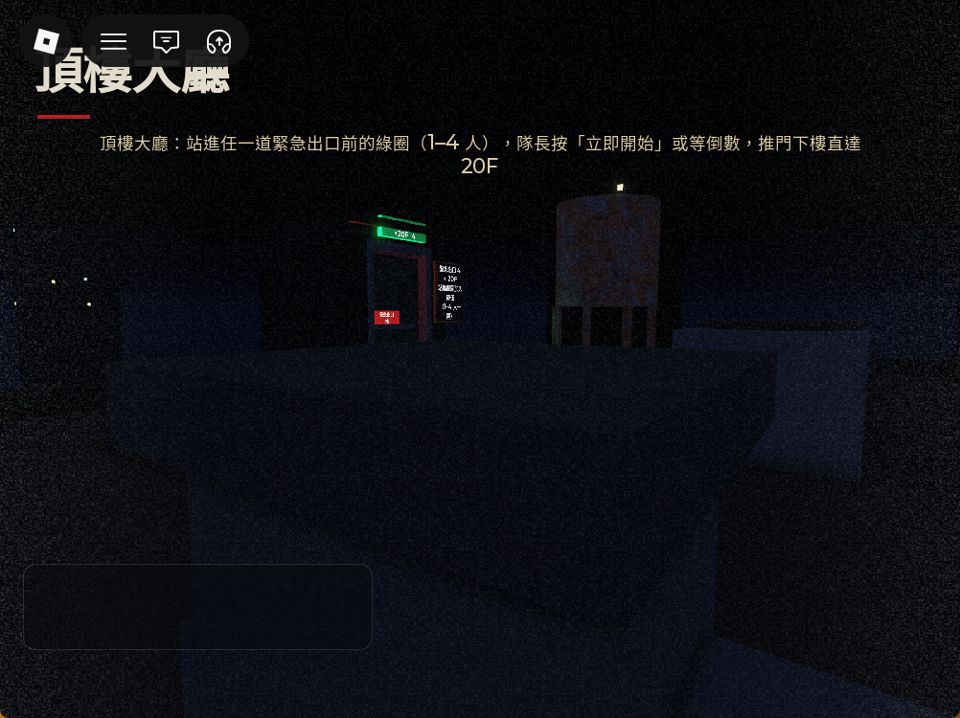 頂樓大廳
頂樓大廳：站進任一道緊急出口前的綠圈（1–4 人），隊長按「立即開始」或等倒數，推門下樓直達
20F